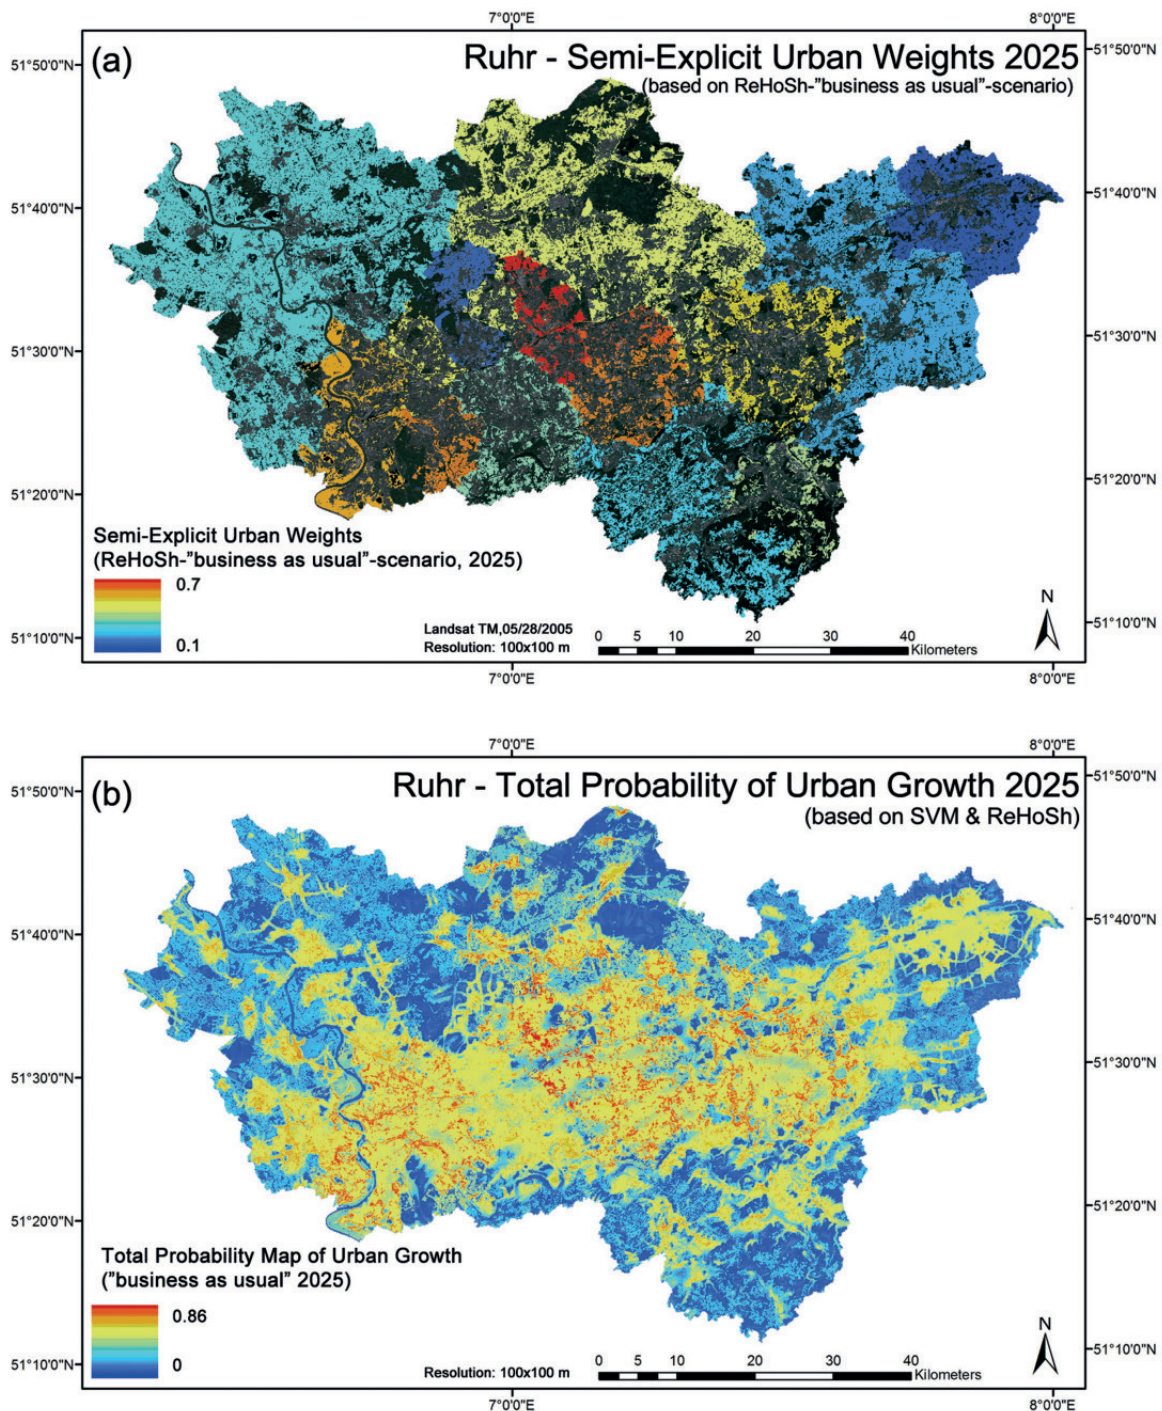 7°0'0"E 8°0'0"E
(a)
Ruhr - Semi-Explicit Urban Weights 2025
(based on ReHoSh-"business as usual"-scenario)
51°50'0"N 51°50'0"N
51°40'0"N 51°40'0"N
51°30'0"N 51°30'0"N
51°20'0"N 51°20'0"N
51°10'0"N 51°10'0"N
Semi-Explicit Urban Weights
(ReHoSh-"business as usual"-scenario, 2025)
0.7
0.1
Landsat TM,05/28/2005
Resolution: 100x100 m
0 5 10 20 30 40
Kilometers
N
7°0'0"E 8°0'0"E
7°0'0"E 8°0'0"E
(b)
Ruhr - Total Probability of Urban Growth 2025
(based on SVM & ReHoSh)
51°50'0"N 51°50'0"N
51°40'0"N 51°40'0"N
51°30'0"N 51°30'0"N
51°20'0"N 51°20'0"N
51°10'0"N 51°10'0"N
Total Probability Map of Urban Growth
("business as usual" 2025)
0.86
0
Resolution: 100x100 m
0 5 10 20 30 40
Kilometers
N
7°0'0"E 8°0'0"E